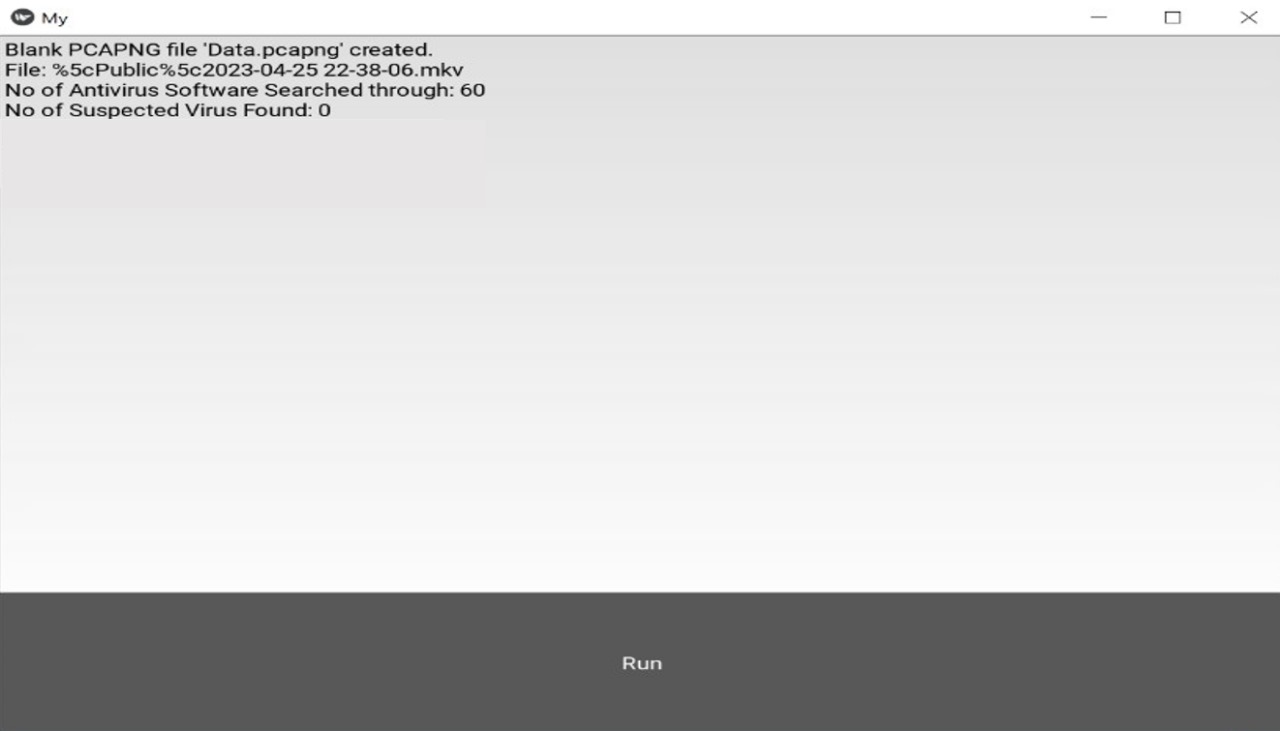 My
Blank PCAPNG file 'Data.pcapng' created.
File: %5cPublic%5c2023-04-25 22-38-06.mkv
No of Antivirus Software Searched through: 60
No of Suspected Virus Found: 0
Run